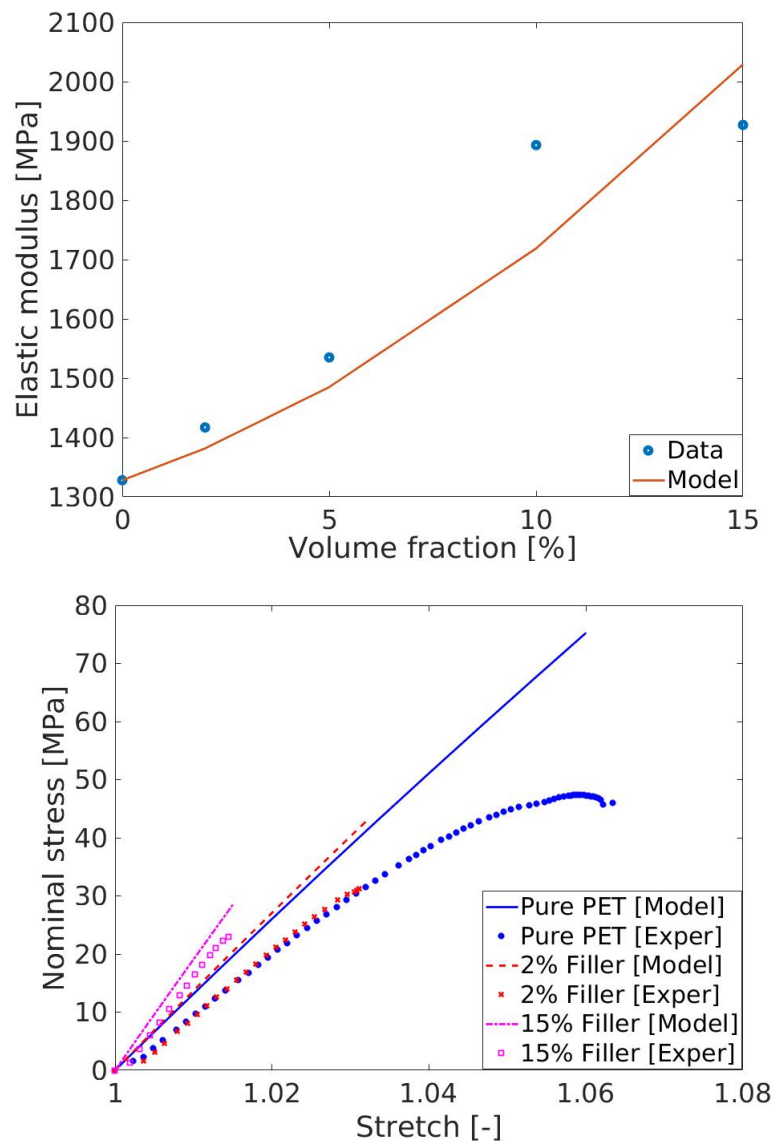 2100
2000
1900
1800
1700
1600
1500
1400
1300
Elastic modulus [MPa]
Data
Model
0 5 10 15
Volume fraction [%]
80
70
60
50
40
30
20
10
0
Nominal stress [MPa]
Pure PET [Model]
Pure PET [Exper]
2% Filler [Model]
2% Filler [Exper]
15% Filler [Model]
15% Filler [Exper]
1 1.02 1.04 1.06 1.08
Stretch [-]